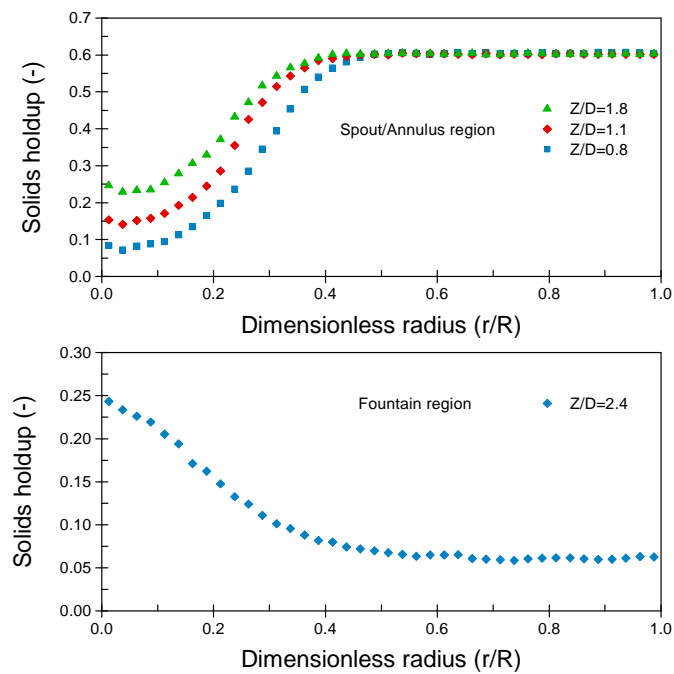 0.7
0.6
0.5
0.4
0.3
0.2
0.1
0.0
Solids holdup (-)
Z/D=1.8
Spout/Annulus region
Z/D=1.1
Z/D=0.8
0.0 0.2 0.4 0.6 0.8 1.0
Dimensionless radius (r/R)
0.30
0.25
0.20
0.15
0.10
0.05
0.00
Solids holdup (-)
Fountain region
Z/D=2.4
0.0 0.2 0.4 0.6 0.8 1.0
Dimensionless radius (r/R)